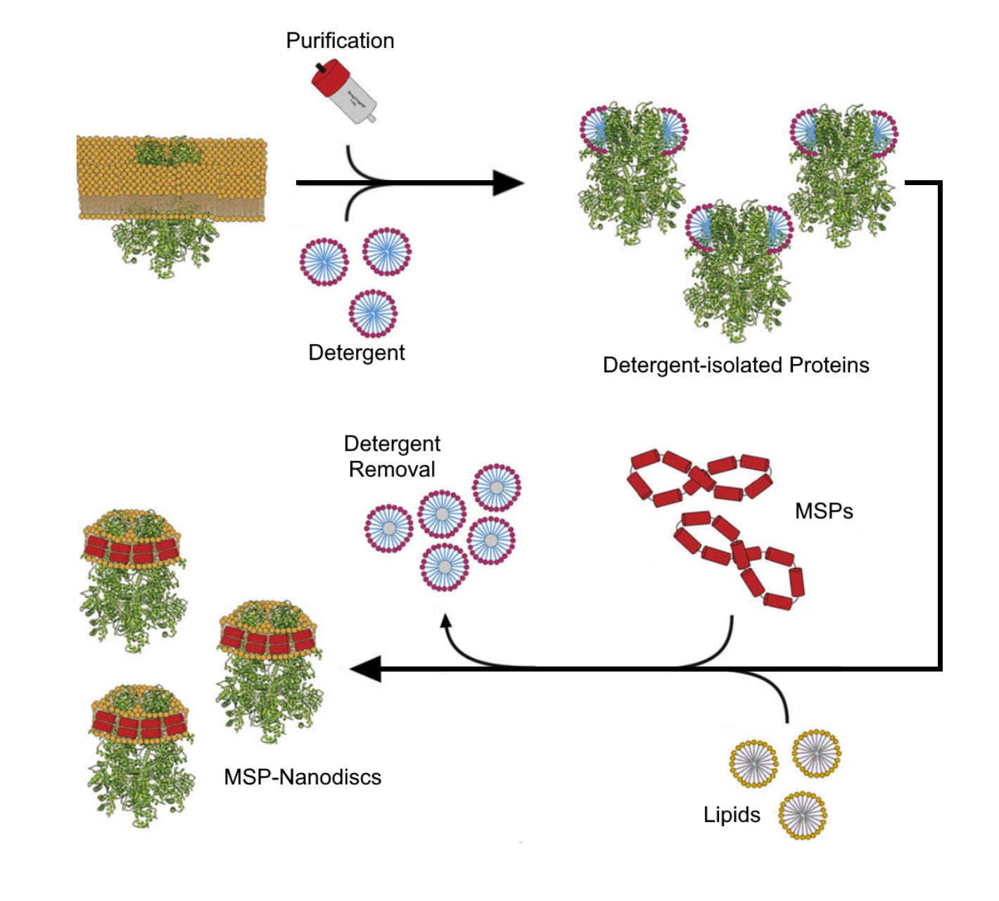 Purification
Detergent
Detergent-isolated Proteins
Detergent
Removal
MSPs
MSP-Nanodiscs
Lipids